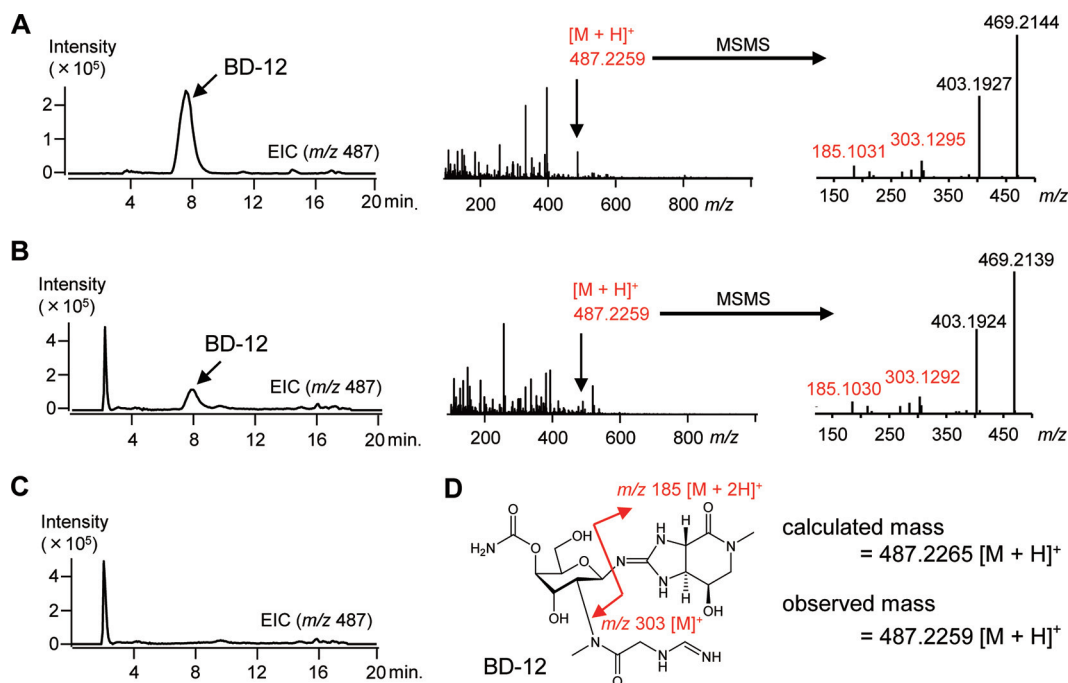 A
Intensity
(×10⁵)
BD-12
EIC (m/z 487)
2
1
0
4 8 12 16 20 min.
[M + H]⁺
487.2259
MSMS
200 400 600 800 m/z
469.2144
403.1927
303.1295
185.1031
150 250 350 450 m/z
B
Intensity
(×10⁵)
BD-12
EIC (m/z 487)
4
2
0
4 8 12 16 20 min.
[M + H]⁺
487.2259
MSMS
200 400 600 800 m/z
469.2139
403.1924
303.1292
185.1030
150 250 350 450 m/z
C
Intensity
(×10⁵)
EIC (m/z 487)
4
2
0
4 8 12 16 20 min.
D
m/z 185 [M + 2H]⁺
O
H₂N
O
OH
O
OH
N
H
N
N
H
H
H
O
N
OH
m/z 303 [M]⁺
N
O
H
N
NH
BD-12
calculated mass
= 487.2265 [M + H]⁺
observed mass
= 487.2259 [M + H]⁺